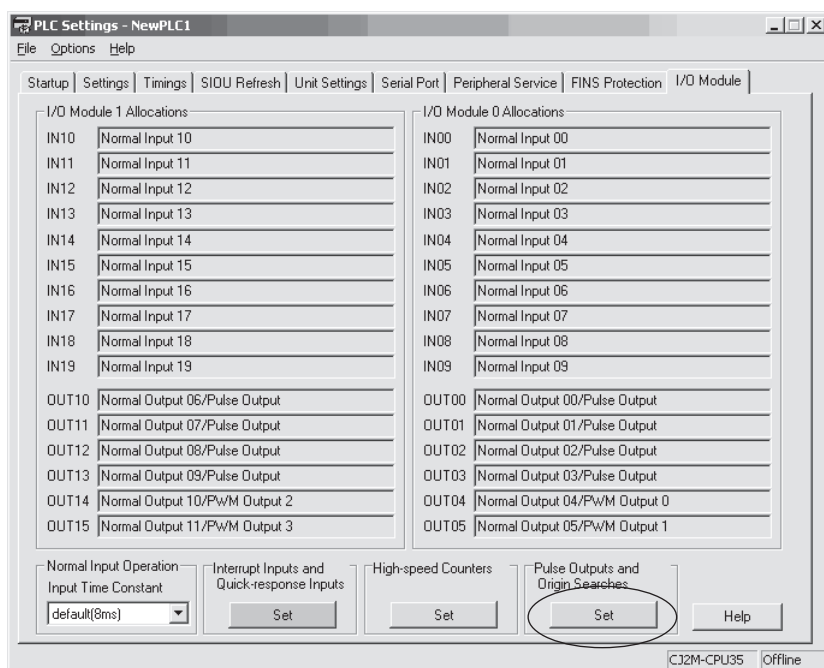 PLC Settings - NewPLC1
File Options Help
Startup Settings Timings SIOU Refresh Unit Settings Serial Port Peripheral Service FINS Protection I/O Module
I/O Module 1 Allocations
IN10 Normal Input 10
IN11 Normal Input 11
IN12 Normal Input 12
IN13 Normal Input 13
IN14 Normal Input 14
IN15 Normal Input 15
IN16 Normal Input 16
IN17 Normal Input 17
IN18 Normal Input 18
IN19 Normal Input 19
OUT10 Normal Output 06/Pulse Output
OUT11 Normal Output 07/Pulse Output
OUT12 Normal Output 08/Pulse Output
OUT13 Normal Output 09/Pulse Output
OUT14 Normal Output 10/PWM Output 2
OUT15 Normal Output 11/PWM Output 3
I/O Module 0 Allocations
IN00 Normal Input 00
IN01 Normal Input 01
IN02 Normal Input 02
IN03 Normal Input 03
IN04 Normal Input 04
IN05 Normal Input 05
IN06 Normal Input 06
IN07 Normal Input 07
IN08 Normal Input 08
IN09 Normal Input 09
OUT00 Normal Output 00/Pulse Output
OUT01 Normal Output 01/Pulse Output
OUT02 Normal Output 02/Pulse Output
OUT03 Normal Output 03/Pulse Output
OUT04 Normal Output 04/PWM Output 0
OUT05 Normal Output 05/PWM Output 1
Normal Input Operation
Input Time Constant
default(8ms)
Interrupt Inputs and
Quick-response Inputs
Set
High-speed Counters
Set
Pulse Outputs and
Origin Searches
Set
Help
CJ2M-CPU35 Offline